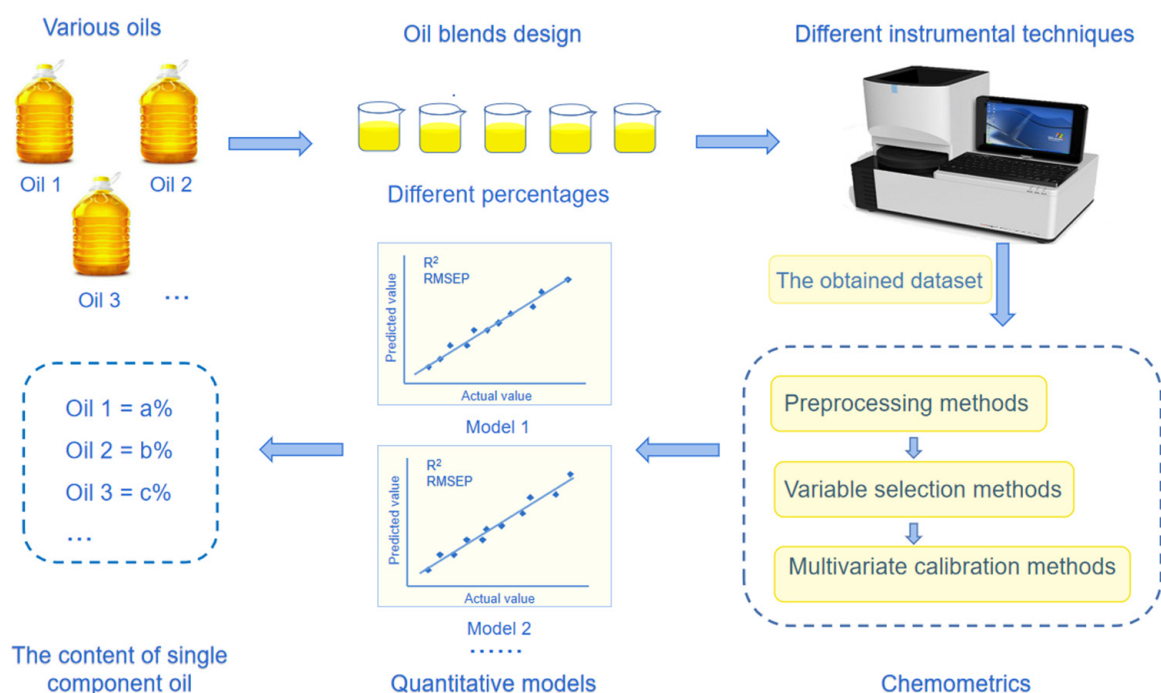 Various oils
Oil blends design
Different instrumental techniques
Oil 1
Oil 2
Oil 3
...
Different percentages
The obtained dataset
R²
RMSEP
Predicted value
Actual value
Model 1
R²
RMSEP
Predicted value
Actual value
Model 2
......
Oil 1 = a%
Oil 2 = b%
Oil 3 = c%
...
Preprocessing methods
Variable selection methods
Multivariate calibration methods
The content of single
component oil
Quantitative models
Chemometrics